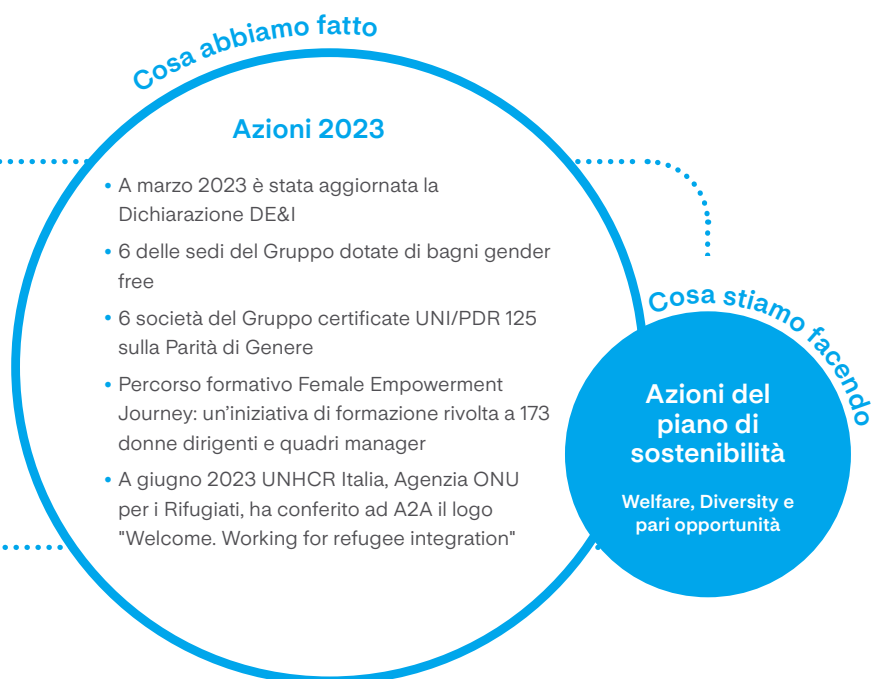 Cosa abbiamo fatto
Azioni 2023
• A marzo 2023 è stata aggiornata la
Dichiarazione DE&I
• 6 delle sedi del Gruppo dotate di bagni gender
free
• 6 società del Gruppo certificate UNI/PDR 125
sulla Parità di Genere
• Percorso formativo Female Empowerment
Journey: un’iniziativa di formazione rivolta a 173
donne dirigenti e quadri manager
• A giugno 2023 UNHCR Italia, Agenzia ONU
per i Rifugiati, ha conferito ad A2A il logo
"Welcome. Working for refugee integration"
Cosa stiamo facendo
Azioni del
piano di
sostenibilità
Welfare, Diversity e
pari opportunità